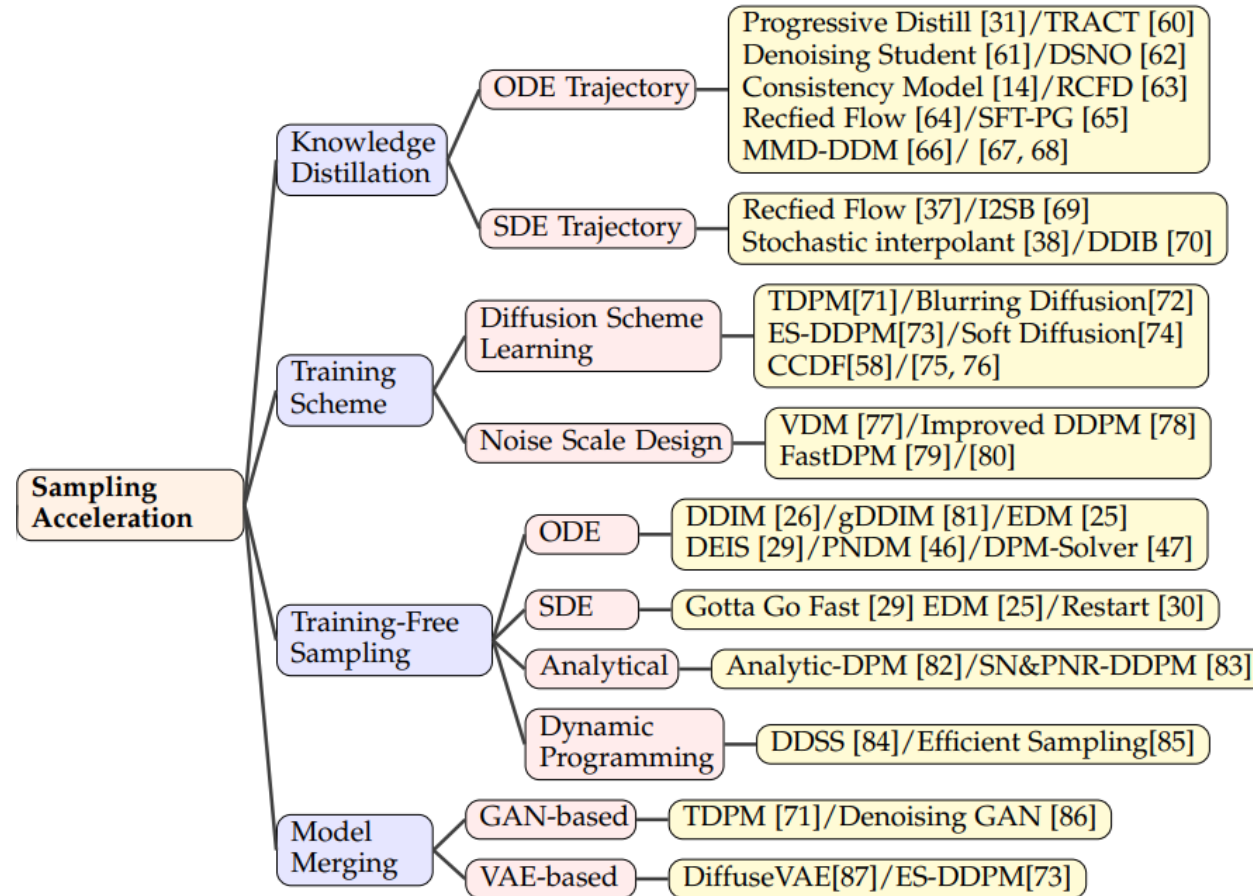 Sampling
Acceleration
Knowledge
Distillation
ODE Trajectory
Progressive Distill [31]/TRACT [60]
Denoising Student [61]/DSNO [62]
Consistency Model [14]/RCFD [63]
Recfied Flow [64]/SFT-PG [65]
MMD-DDM [66]/ [67, 68]
SDE Trajectory
Recfied Flow [37]/I2SB [69]
Stochastic interpolant [38]/DDIB [70]
Training
Scheme
Diffusion Scheme
Learning
TDPM[71]/Blurring Diffusion[72]
ES-DDPM[73]/Soft Diffusion[74]
CCDF[58]/[75, 76]
Noise Scale Design
VDM [77]/Improved DDPM [78]
FastDPM [79]/[80]
Training-Free
Sampling
ODE
DDIM [26]/gDDIM [81]/EDM [25]
DEIS [29]/PNDM [46]/DPM-Solver [47]
SDE
Gotta Go Fast [29] EDM [25]/Restart [30]
Analytical
Analytic-DPM [82]/SN&PNR-DDPM [83]
Dynamic
Programming
DDSS [84]/Efficient Sampling[85]
Model
Merging
GAN-based
TDPM [71]/Denoising GAN [86]
VAE-based
DiffuseVAE[87]/ES-DDPM[73]